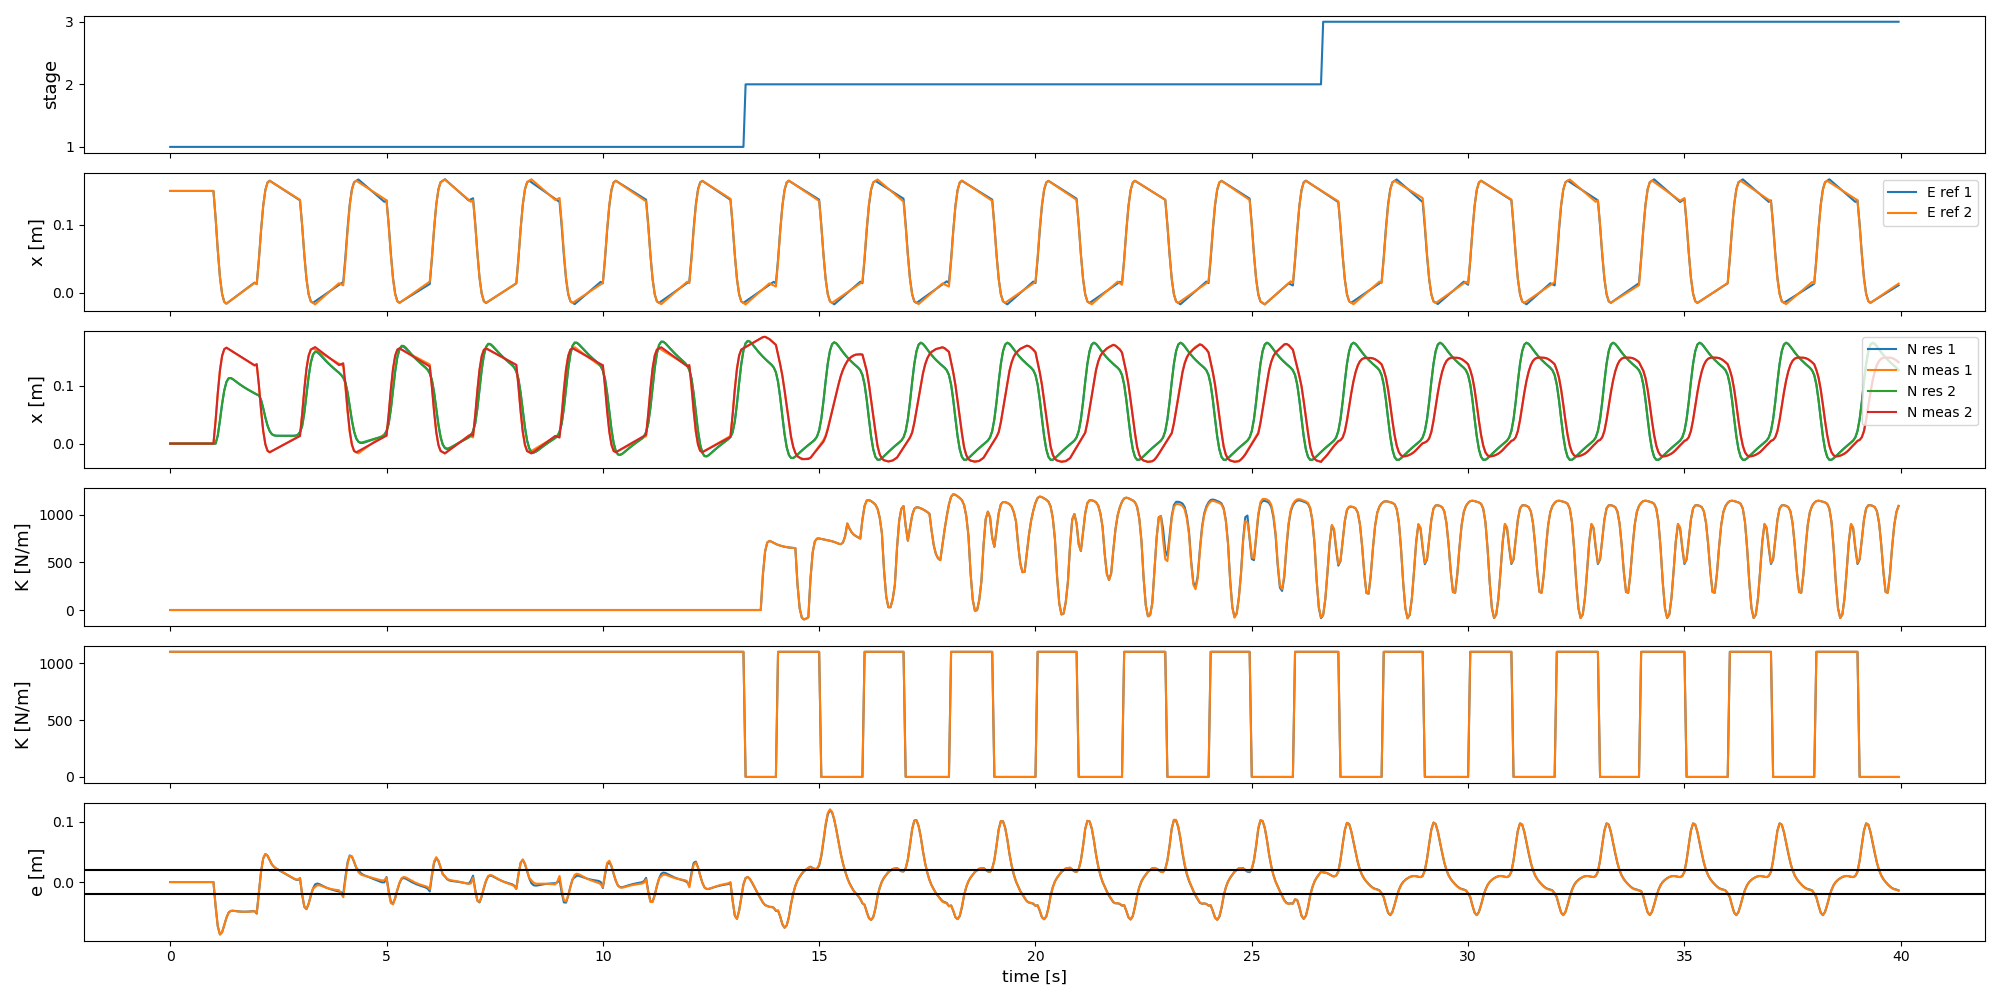 3
2
1
stage
0.1
0.0
x [m]
E ref 1
E ref 2
0.1
0.0
x [m]
N res 1
N meas 1
N res 2
N meas 2
1000
500
0
K [N/m]
1000
500
0
K [N/m]
0.1
0.0
e [m]
0 5 10 15 20 25 30 35 40
time [s]